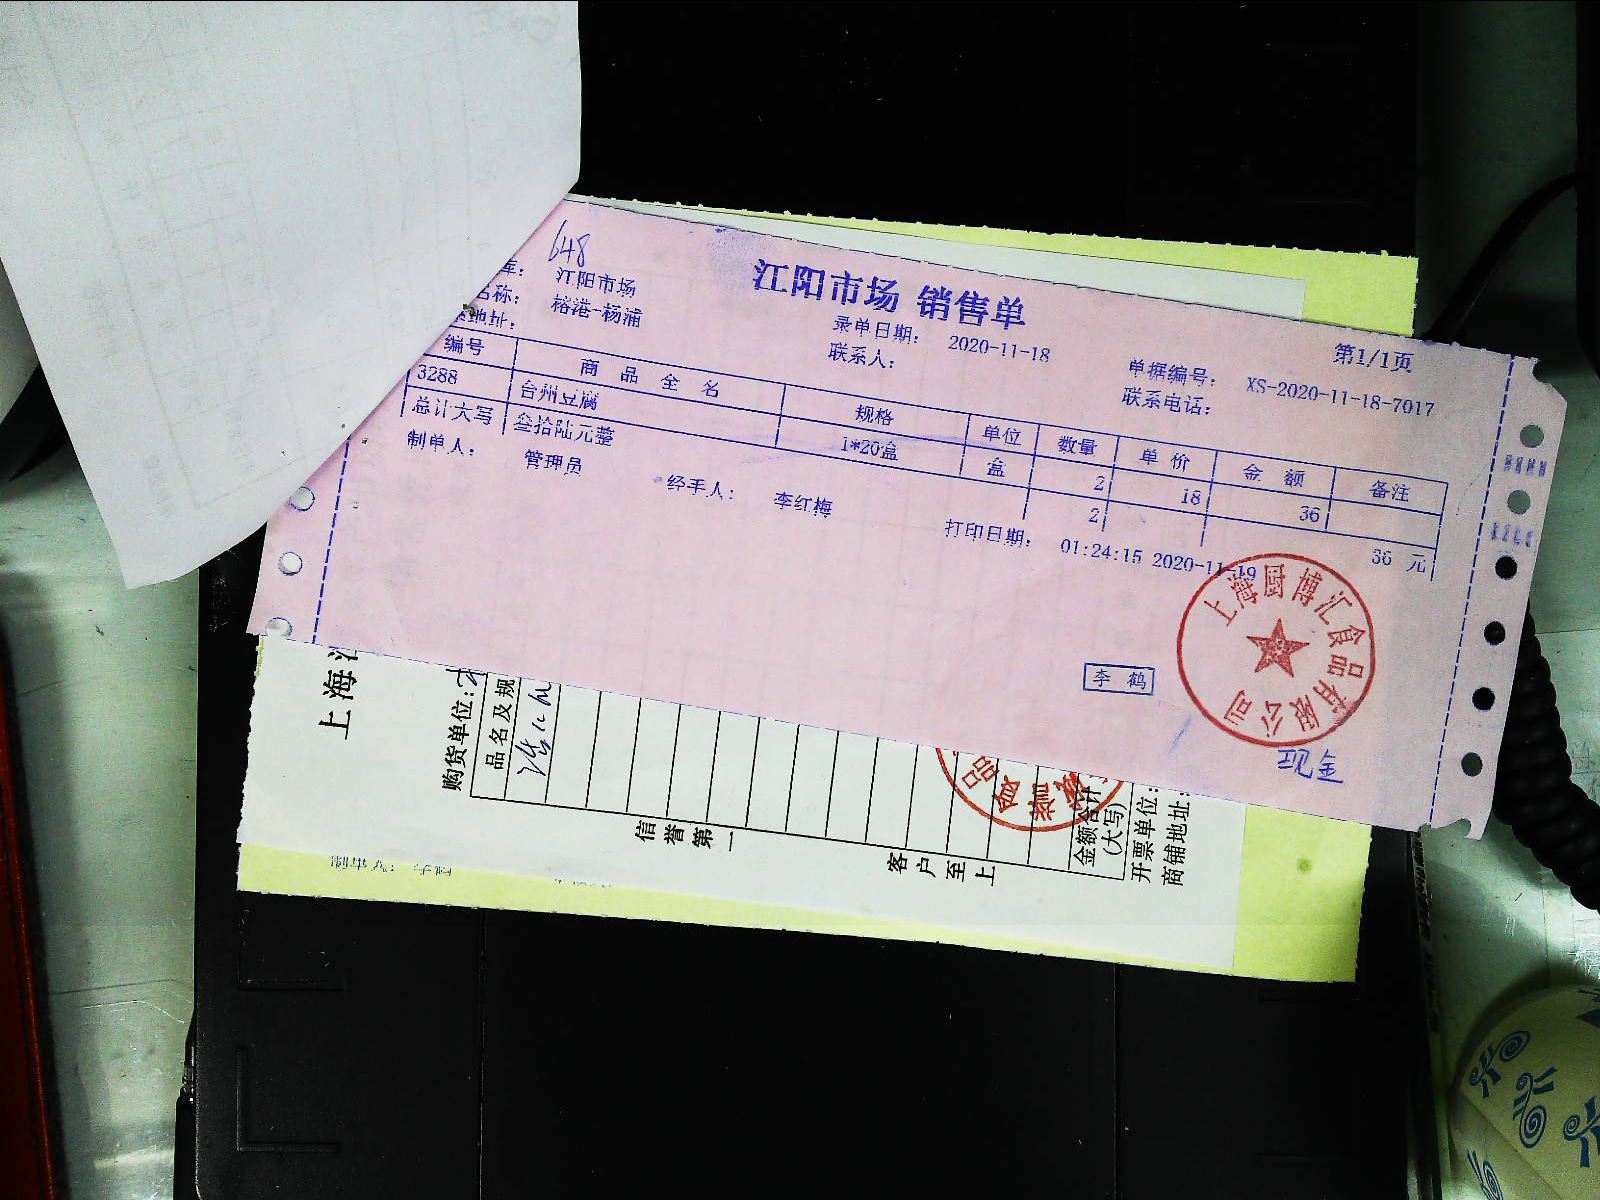 648
江阳市场 销售单
库： 江阳市场
录单日期： 2020-11-18
第1/1页
名称： 榕港-杨浦
联系人：
单据编号： XS-2020-11-18-7017
地址：
联系电话：
编号 商品全名 规格 单位 数量 单价 金额 备注
3288 台州豆腐 1*20盒 盒 2 18 36
总计大写 叁拾陆元整 2 36 元
制单人： 管理员 经手人： 李红梅 打印日期： 01:24:15 2020-11-19
上海厨博汇食品有限公司
李鹤
现金
上海
购货单位:
品名及规
信誉第一
客户至上
金额合计
(大写)
开票单位:
商铺地址: